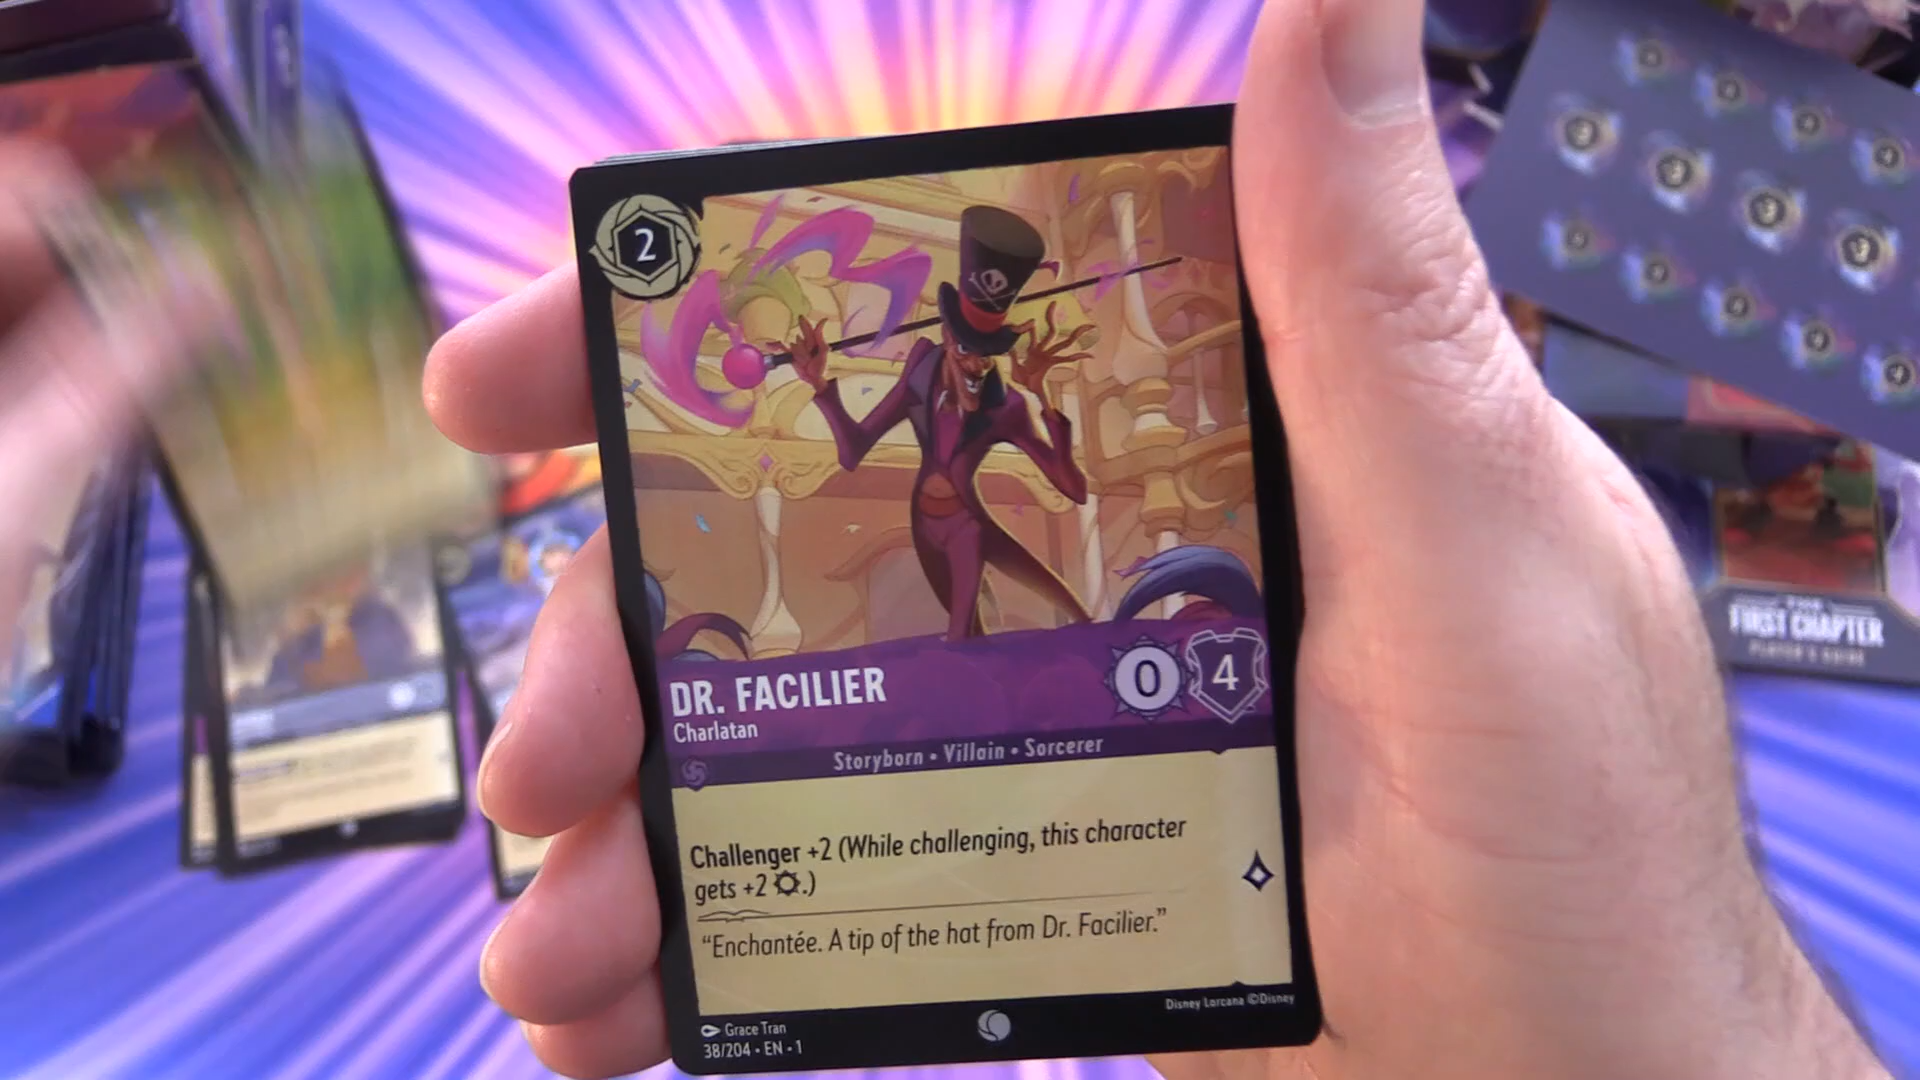 2
DR. FACILIER
Charlatan
0
4
Storyborn • Villain • Sorcerer
Challenger +2 (While challenging, this character
gets +2 .)
“Enchantée. A tip of the hat from Dr. Facilier.”
Disney Lorcana ©Disney
Grace Tran
38/204 • EN • 1
FIRST CHAPTER